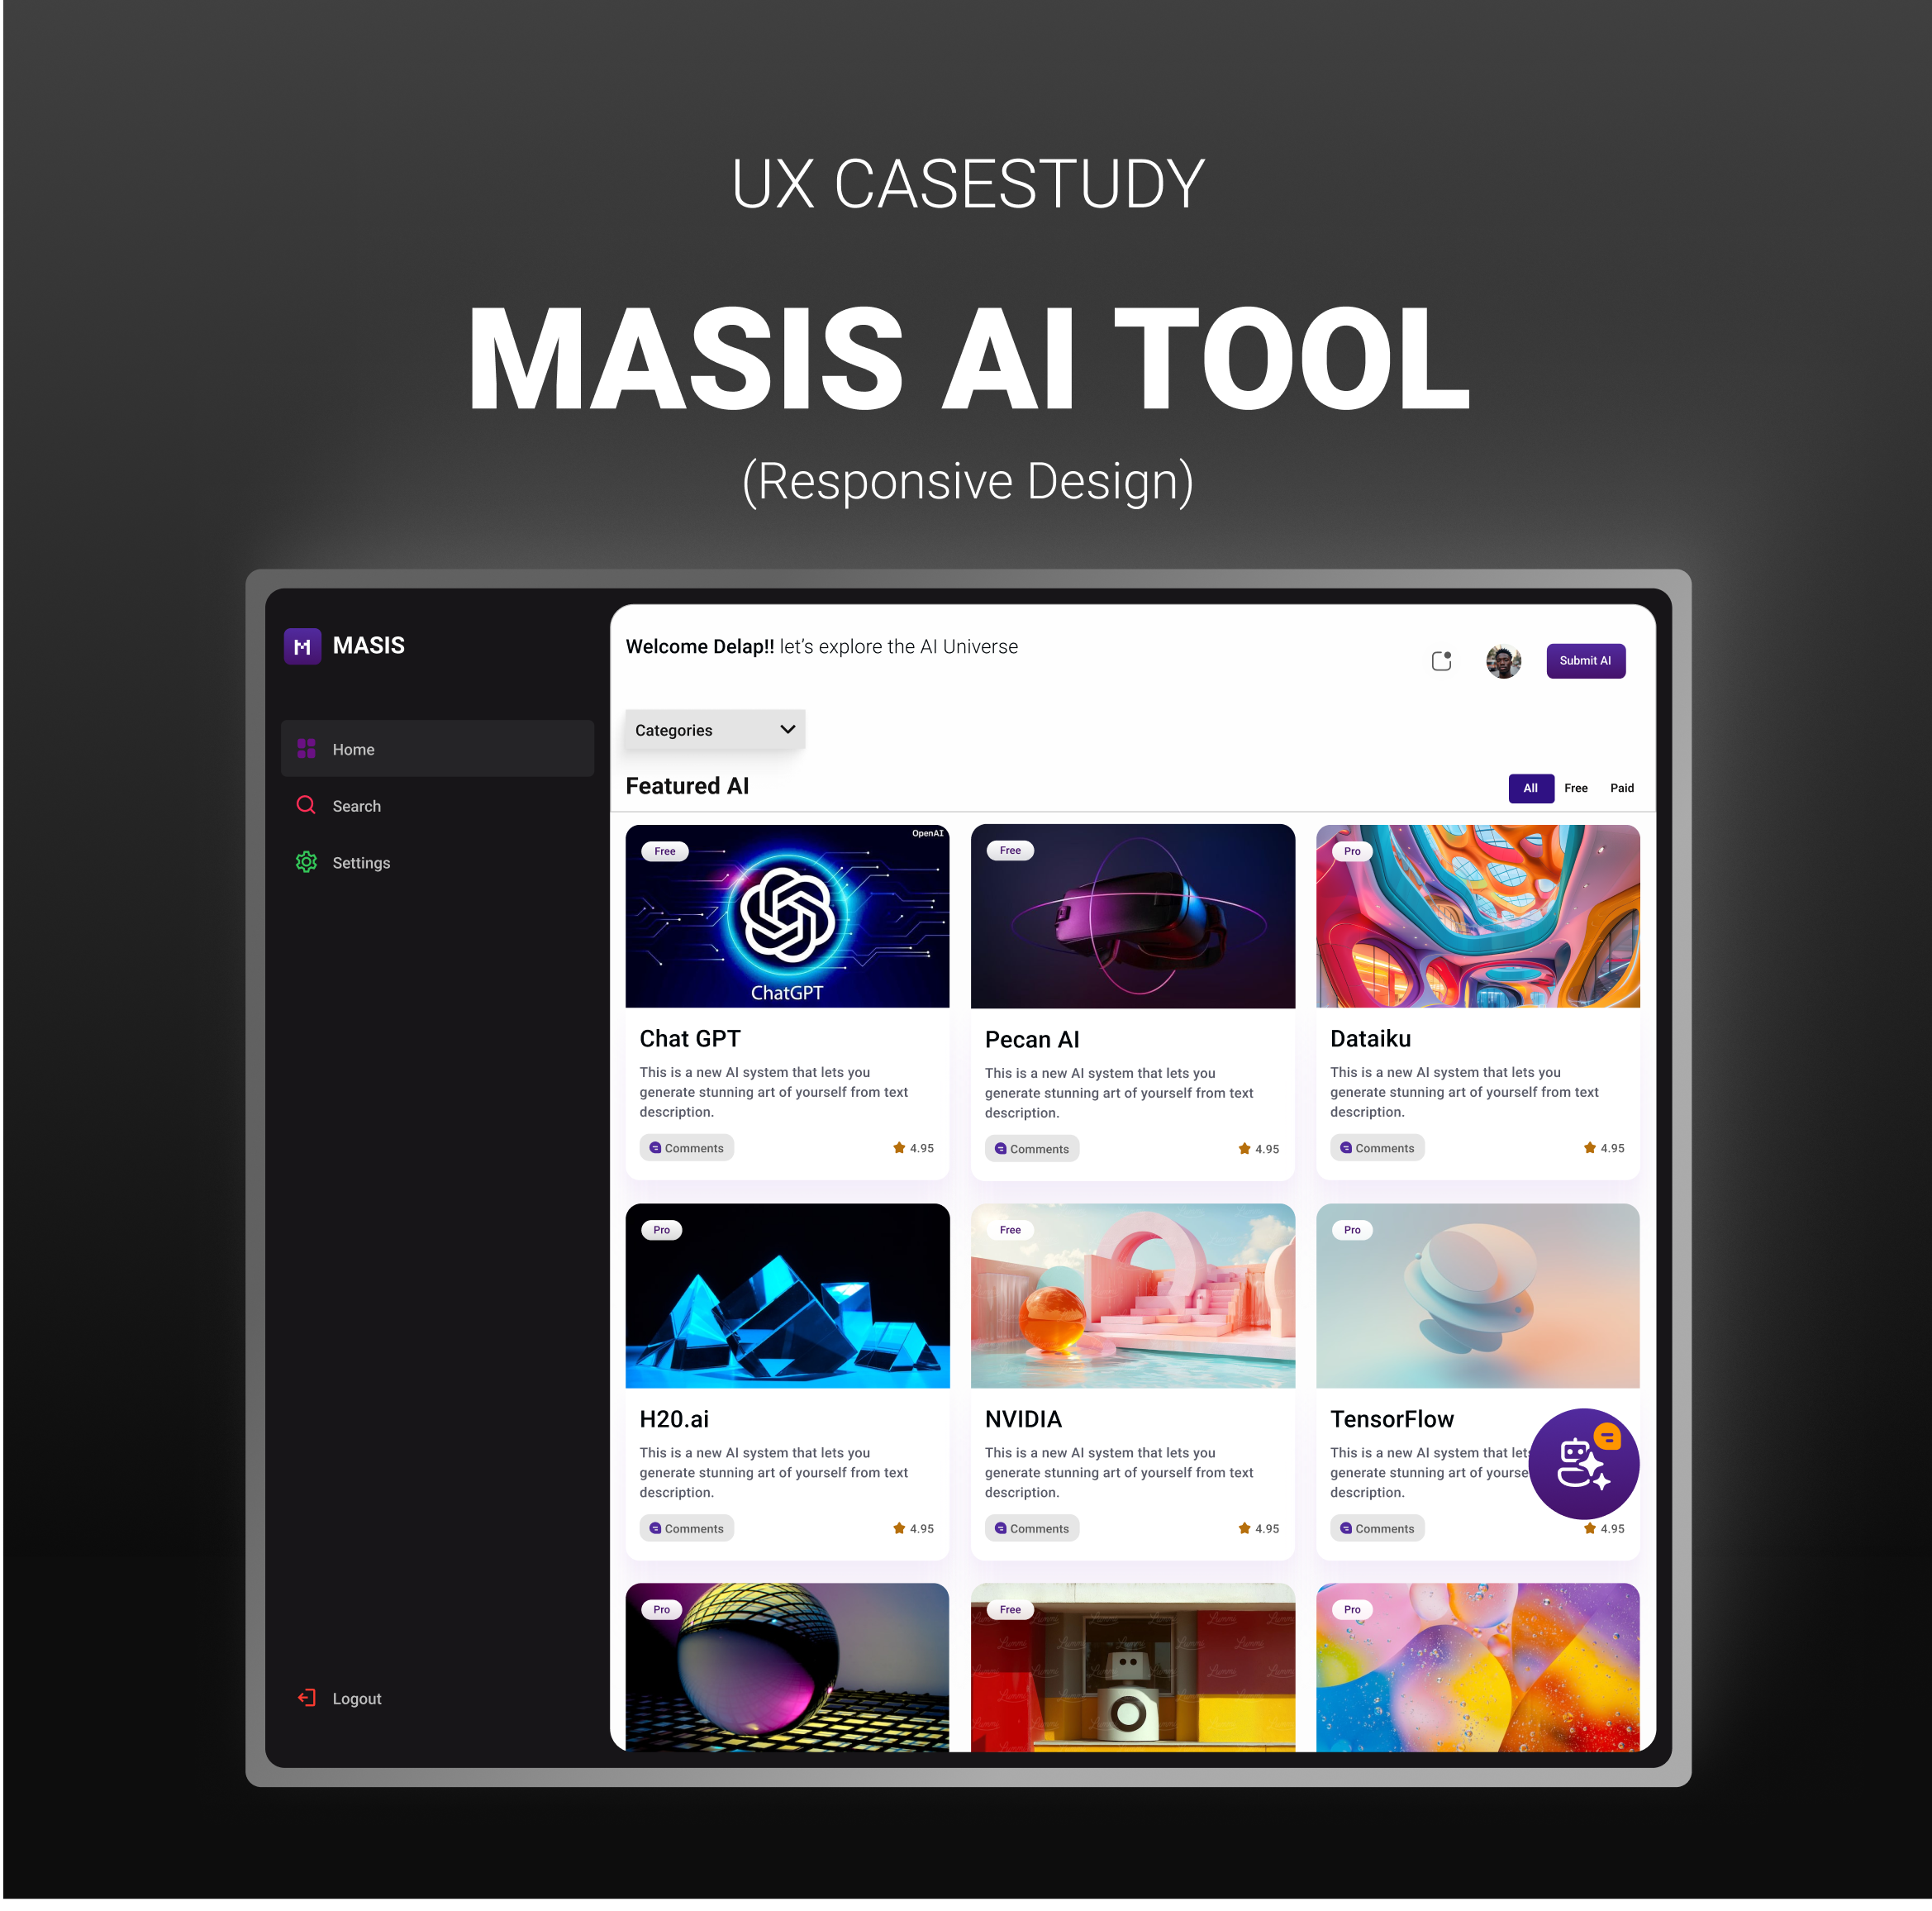 UX CASESTUDY
MASIS AI TOOL
(Responsive Design)
MASIS
Home
Search
Settings
Logout
Welcome Delap!! let's explore the AI Universe
Submit AI
Categories
Featured AI
All
Free
Paid
Free
OpenAI
ChatGPT
Chat GPT
This is a new AI system that lets you
generate stunning art of yourself from text
description.
Comments
4.95
Free
Pecan AI
This is a new AI system that lets you
generate stunning art of yourself from text
description.
Comments
4.95
Pro
Dataiku
This is a new AI system that lets you
generate stunning art of yourself from text
description.
Comments
4.95
Pro
H20.ai
This is a new AI system that lets you
generate stunning art of yourself from text
description.
Comments
4.95
Free
NVIDIA
This is a new AI system that lets you
generate stunning art of yourself from text
description.
Comments
4.95
Pro
TensorFlow
This is a new AI system that
generate stunning art of
description.
Comments
4.95
Pro
Free
Pro